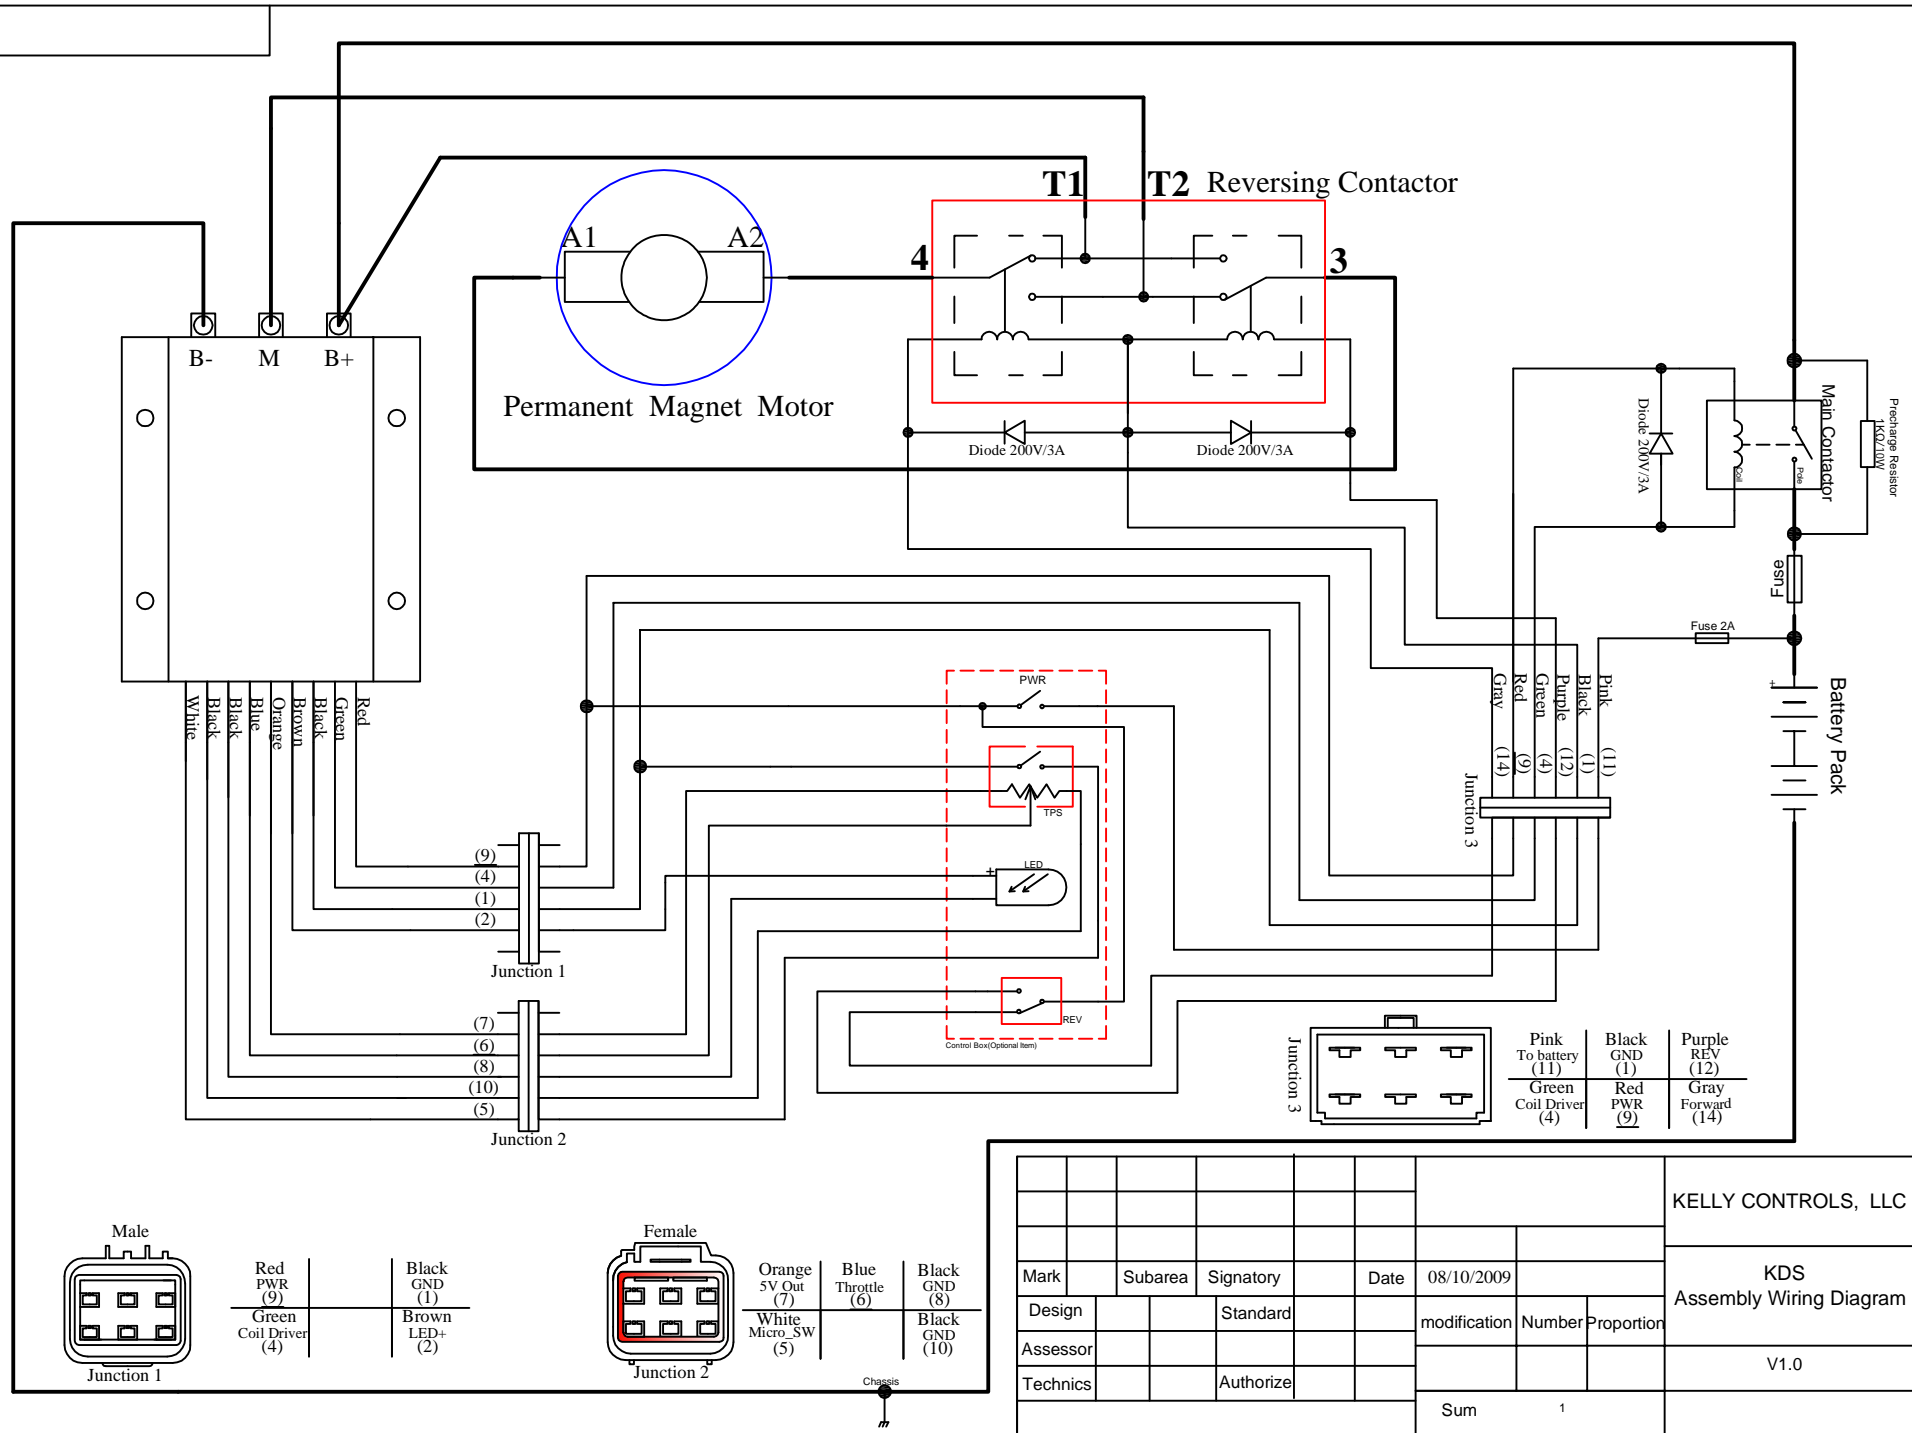 T1
T2 Reversing Contactor
A1
A2
4
3
B-
M
B+
Permanent Magnet Motor
Diode 200V/3A
Diode 200V/3A
Diode 200V/3A
Coil
Pole
Main Contactor
Precharge Resistor
1KΩ/10W
Fuse
Fuse 2A
+
Battery Pack
White
Black
Black
Blue
Orange
Brown
Black
Green
Red
PWR
TPS
+
LED
REV
Control Box(Optional Item)
Gray
Red
Green
Purple
Black
Pink
(14)
(9)
(4)
(12)
(1)
(11)
Junction 3
(9)
(4)
(1)
(2)
Junction 1
(7)
(6)
(8)
(10)
(5)
Junction 2
Junction 3
Pink
To battery
(11)
Black
GND
(1)
Purple
REV
(12)
Green
Coil Driver
(4)
Red
PWR
(9)
Gray
Forward
(14)
Male
Junction 1
Red
PWR
(9)
Black
GND
(1)
Green
Coil Driver
(4)
Brown
LED+
(2)
Female
Junction 2
Orange
5V Out
(7)
Blue
Throttle
(6)
Black
GND
(8)
White
Micro_SW
(5)
Black
GND
(10)
Chassis
KELLY CONTROLS, LLC
Mark
Subarea
Signatory
Date
08/10/2009
KDS
Assembly Wiring Diagram
Design
Standard
modification
Number
Proportion
Assessor
V1.0
Technics
Authorize
Sum
1